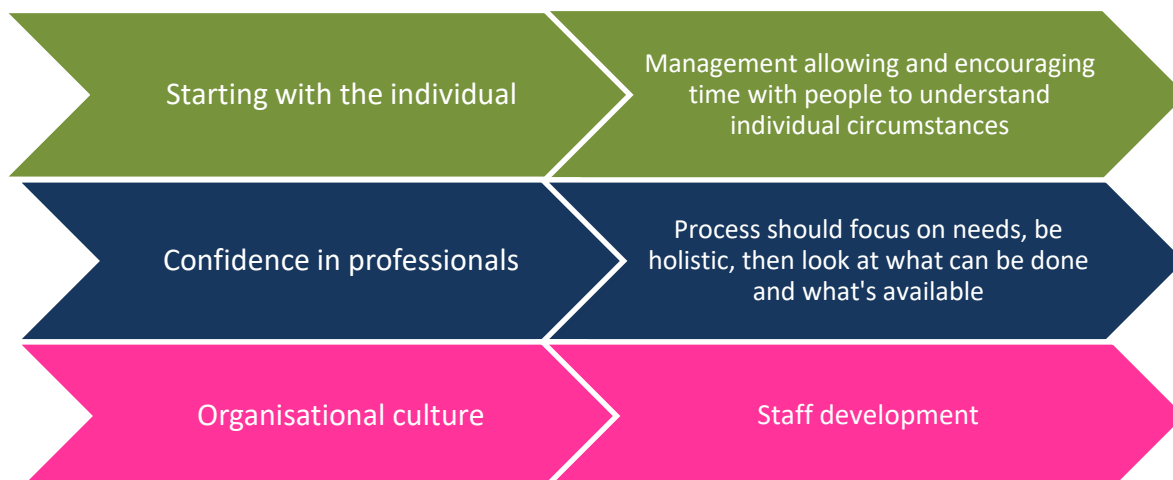 Starting with the individual
Management allowing and encouraging
time with people to understand
individual circumstances
Confidence in professionals
Process should focus on needs, be
holistic, then look at what can be done
and what's available
Organisational culture
Staff development